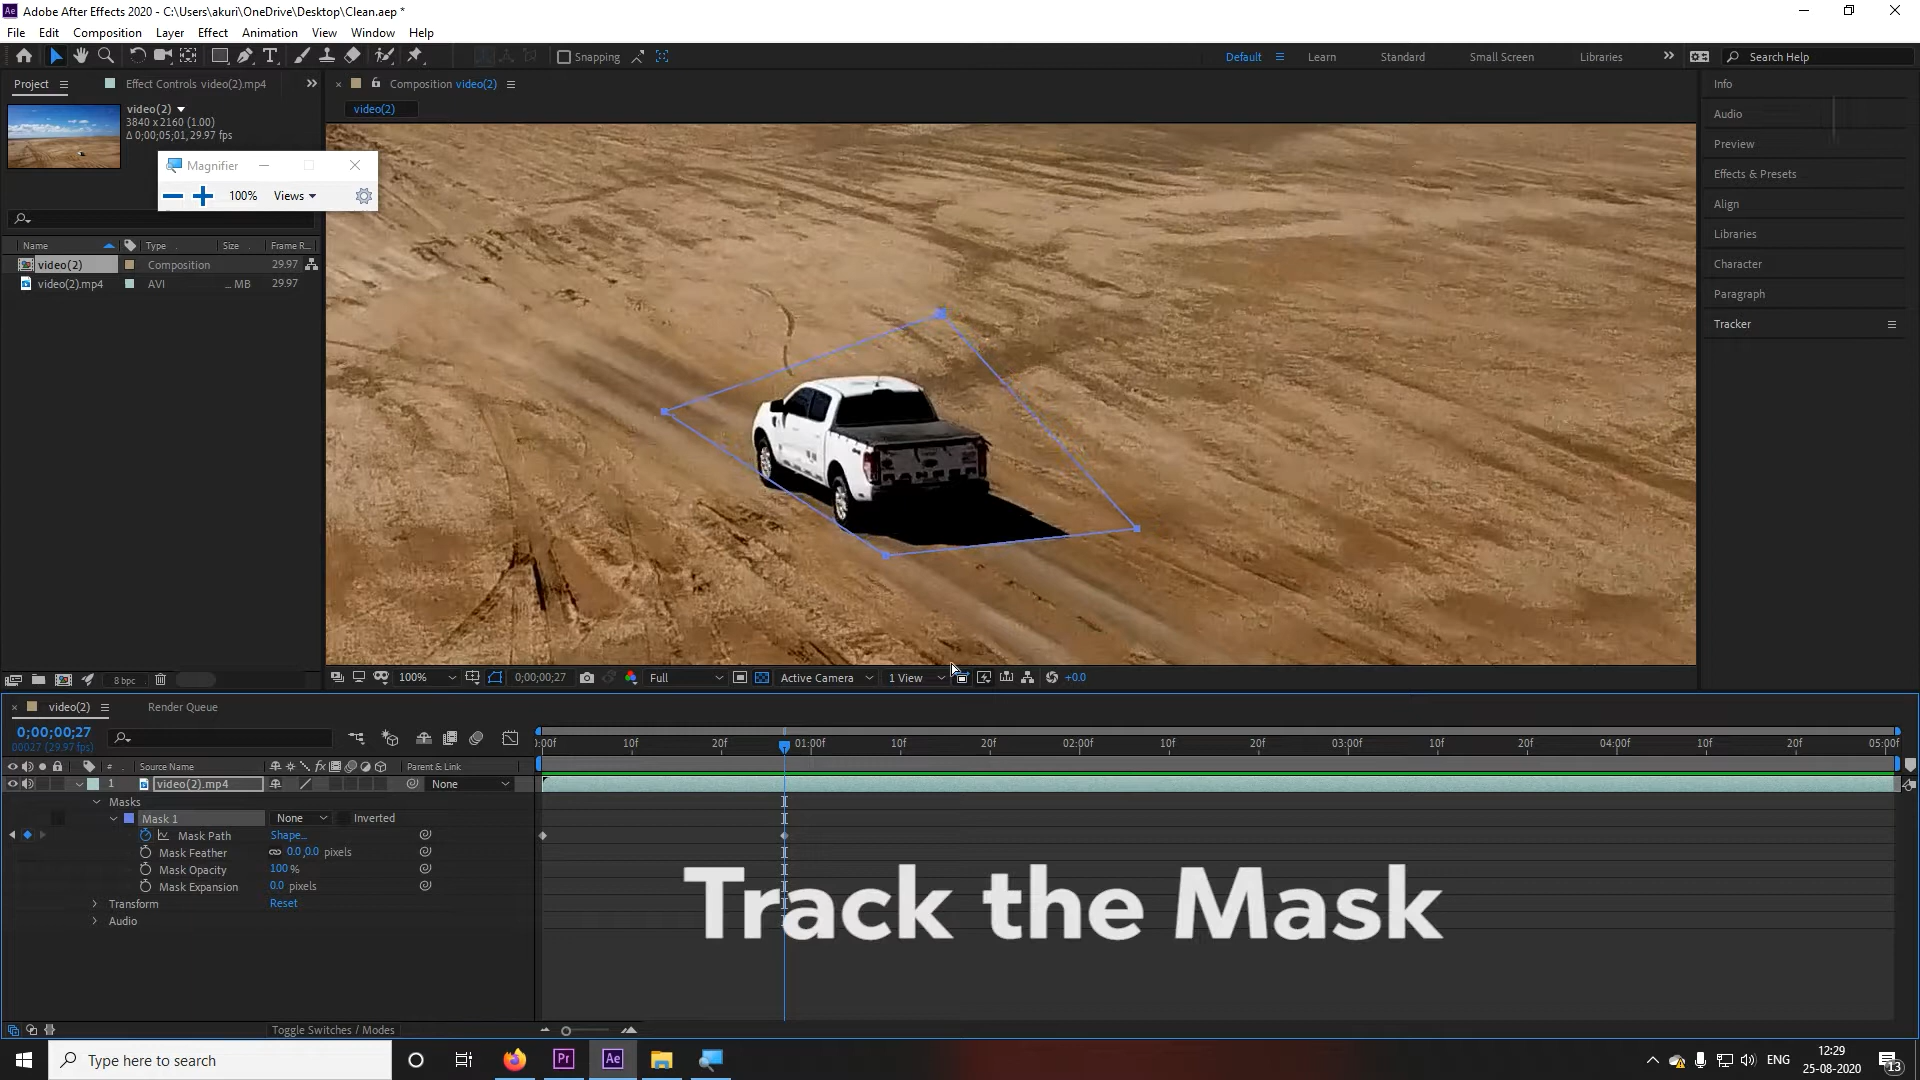 Adobe After Effects 2020 - C:\Users\akuri\OneDrive\Desktop\Clean.aep *
File Edit Composition Layer Effect Animation View Window Help
Snapping
Default Learn Standard Small Screen Libraries Search Help
Project Effect Controls video(2).mp4
video(2)
3840 x 2160 (1.00)
Δ 0;00;05;01, 29.97 fps
Magnifier
100% Views
Name Type Size Frame R...
video(2) Composition 29.97
video(2).mp4 AVI ... MB 29.97
8 bpc
Composition video(2)
video(2)
100% 0;00;00;27 Full Active Camera 1 View +0.0
Info
Audio
Preview
Effects & Presets
Align
Libraries
Character
Paragraph
Tracker
video(2) Render Queue
0;00;00;27
00027 (29.97 fps)
# Source Name Parent & Link
1 video(2).mp4 None
Masks
Mask 1 None Inverted
Mask Path Shape...
Mask Feather 0.0,0.0 pixels
Mask Opacity 100 %
Mask Expansion 0.0 pixels
Transform Reset
Audio
Toggle Switches / Modes
):00f 10f 20f 01:00f 10f 20f 02:00f 10f 20f 03:00f 10f 20f 04:00f 10f 20f 05:00f
Track the Mask
Type here to search
Pr Ae
ENG
12:29
25-08-2020
13